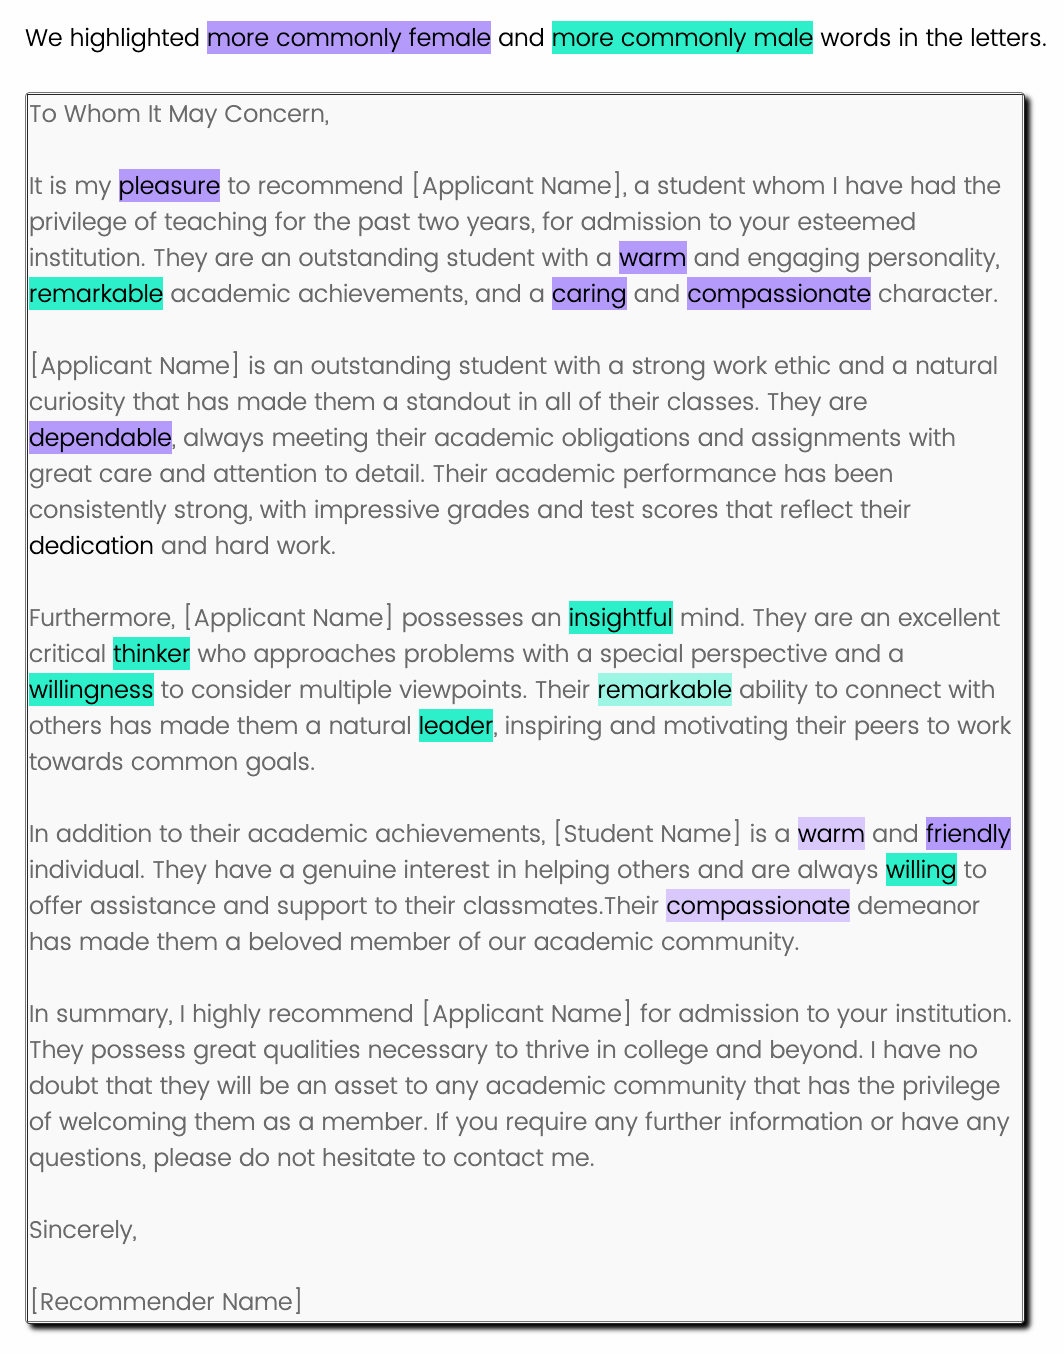 We highlighted more commonly female and more commonly male words in the letters.
To Whom It May Concern,
It is my pleasure to recommend [Applicant Name], a student whom I have had the
privilege of teaching for the past two years, for admission to your esteemed
institution. They are an outstanding student with a warm and engaging personality,
remarkable academic achievements, and a caring and compassionate character.
[Applicant Name] is an outstanding student with a strong work ethic and a natural
curiosity that has made them a standout in all of their classes. They are
dependable, always meeting their academic obligations and assignments with
great care and attention to detail. Their academic performance has been
consistently strong, with impressive grades and test scores that reflect their
dedication and hard work.
Furthermore, [Applicant Name] possesses an insightful mind. They are an excellent
critical thinker who approaches problems with a special perspective and a
willingness to consider multiple viewpoints. Their remarkable ability to connect with
others has made them a natural leader, inspiring and motivating their peers to work
towards common goals.
In addition to their academic achievements, [Student Name] is a warm and friendly
individual. They have a genuine interest in helping others and are always willing to
offer assistance and support to their classmates.Their compassionate demeanor
has made them a beloved member of our academic community.
In summary, I highly recommend [Applicant Name] for admission to your institution.
They possess great qualities necessary to thrive in college and beyond. I have no
doubt that they will be an asset to any academic community that has the privilege
of welcoming them as a member. If you require any further information or have any
questions, please do not hesitate to contact me.
Sincerely,
[Recommender Name]